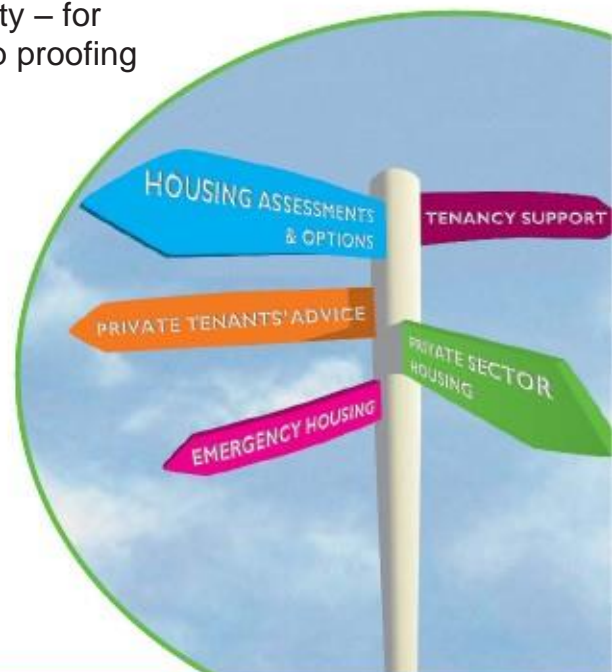 ty – for
o proofing
HOUSING ASSESSMENTS
& OPTIONS
TENANCY SUPPORT
PRIVATE TENANTS' ADVICE
PRIVATE SECTOR
HOUSING
EMERGENCY HOUSING